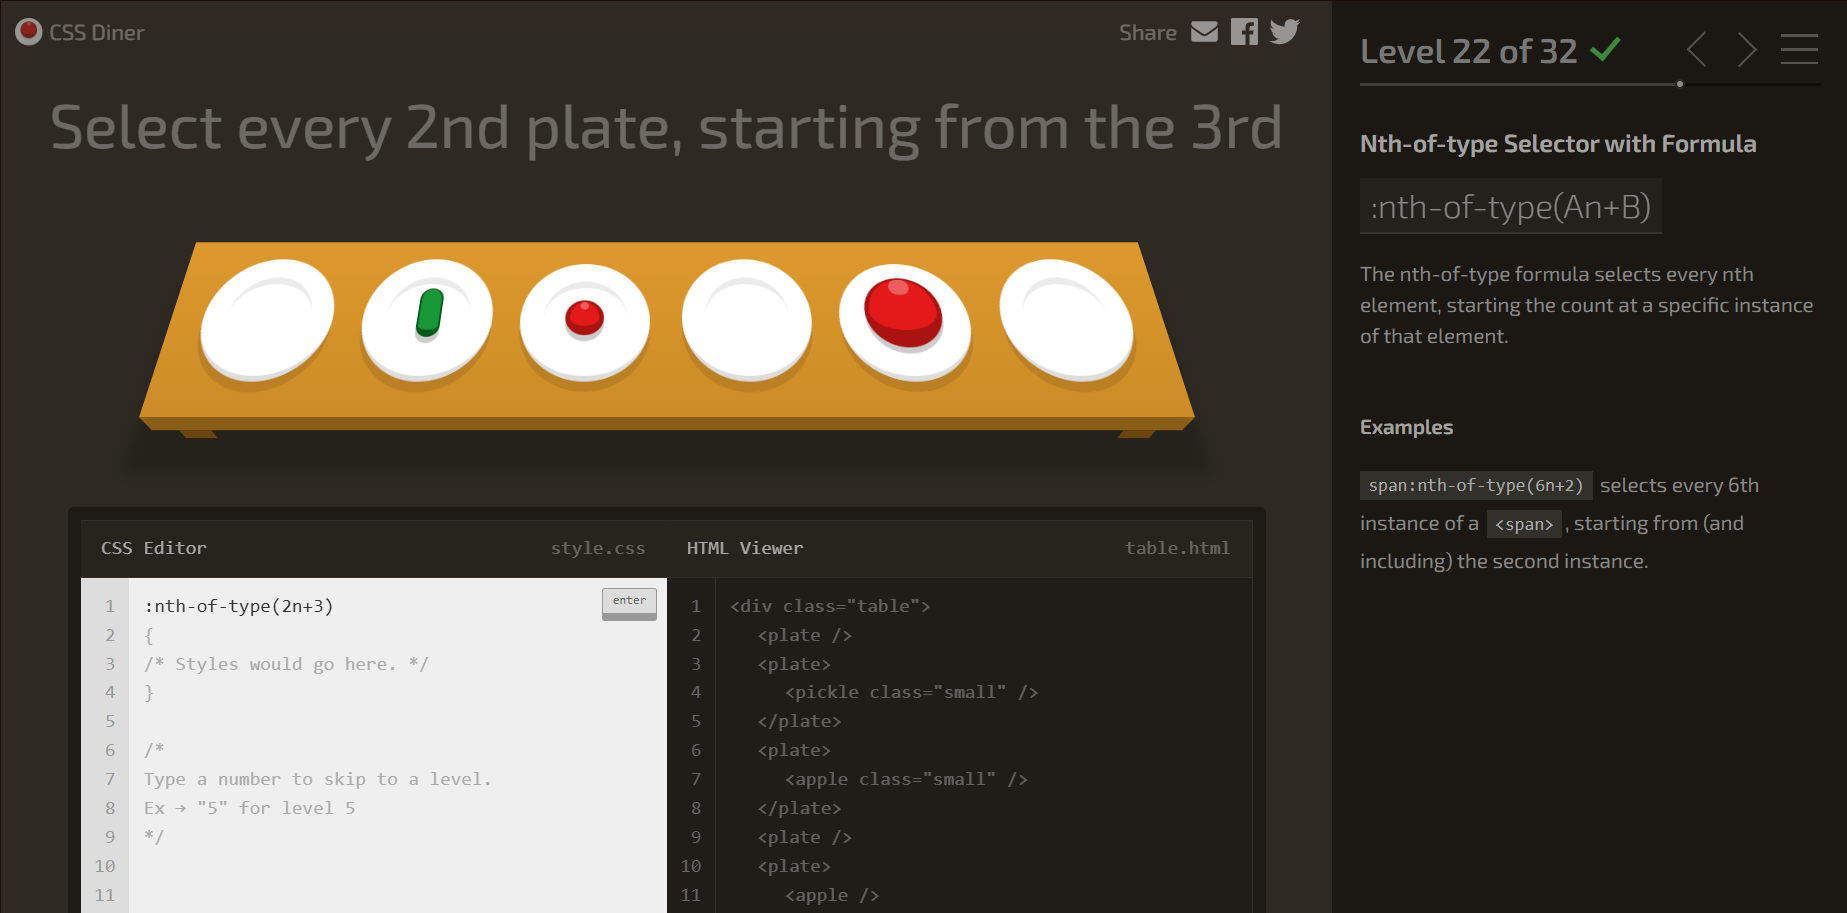 CSS Diner
Share
Select every 2nd plate, starting from the 3rd
CSS Editor style.css
1 :nth-of-type(2n+3) enter
2 {
3 /* Styles would go here. */
4 }
5
6 /*
7 Type a number to skip to a level.
8 Ex → "5" for level 5
9 */
10
11
HTML Viewer table.html
1 <div class="table">
2 <plate />
3 <plate>
4 <pickle class="small" />
5 </plate>
6 <plate>
7 <apple class="small" />
8 </plate>
9 <plate />
10 <plate>
11 <apple />
Level 22 of 32
Nth-of-type Selector with Formula
:nth-of-type(An+B)
The nth-of-type formula selects every nth
element, starting the count at a specific instance
of that element.
Examples
span:nth-of-type(6n+2) selects every 6th
instance of a <span> , starting from (and
including) the second instance.